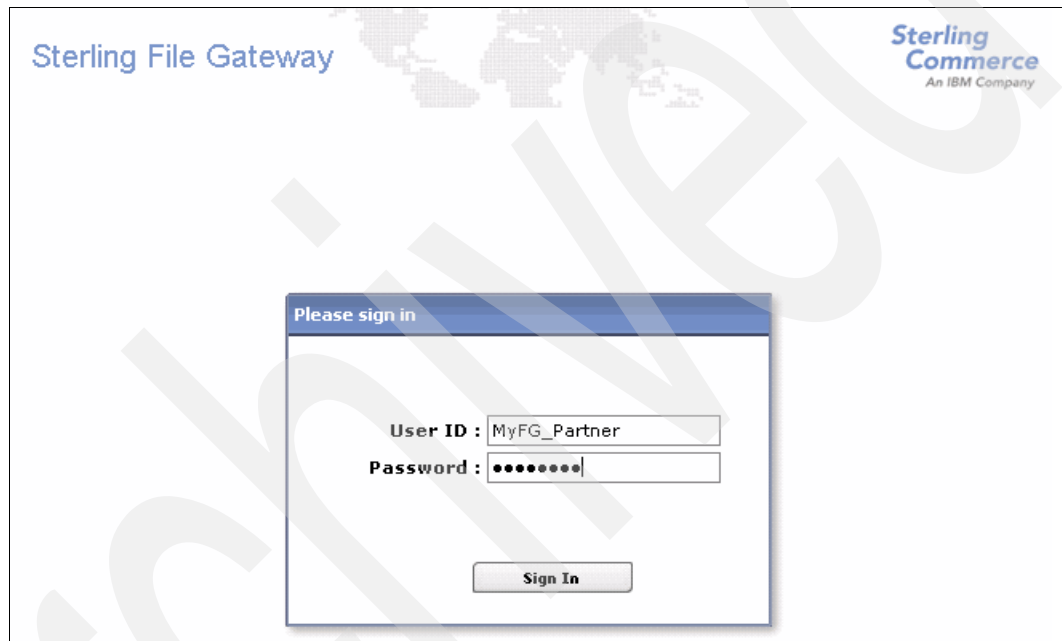 Sterling File Gateway
Sterling
Commerce
An IBM Company
Please sign in
User ID : MyFG_Partner
Password : ••••••••
Sign In